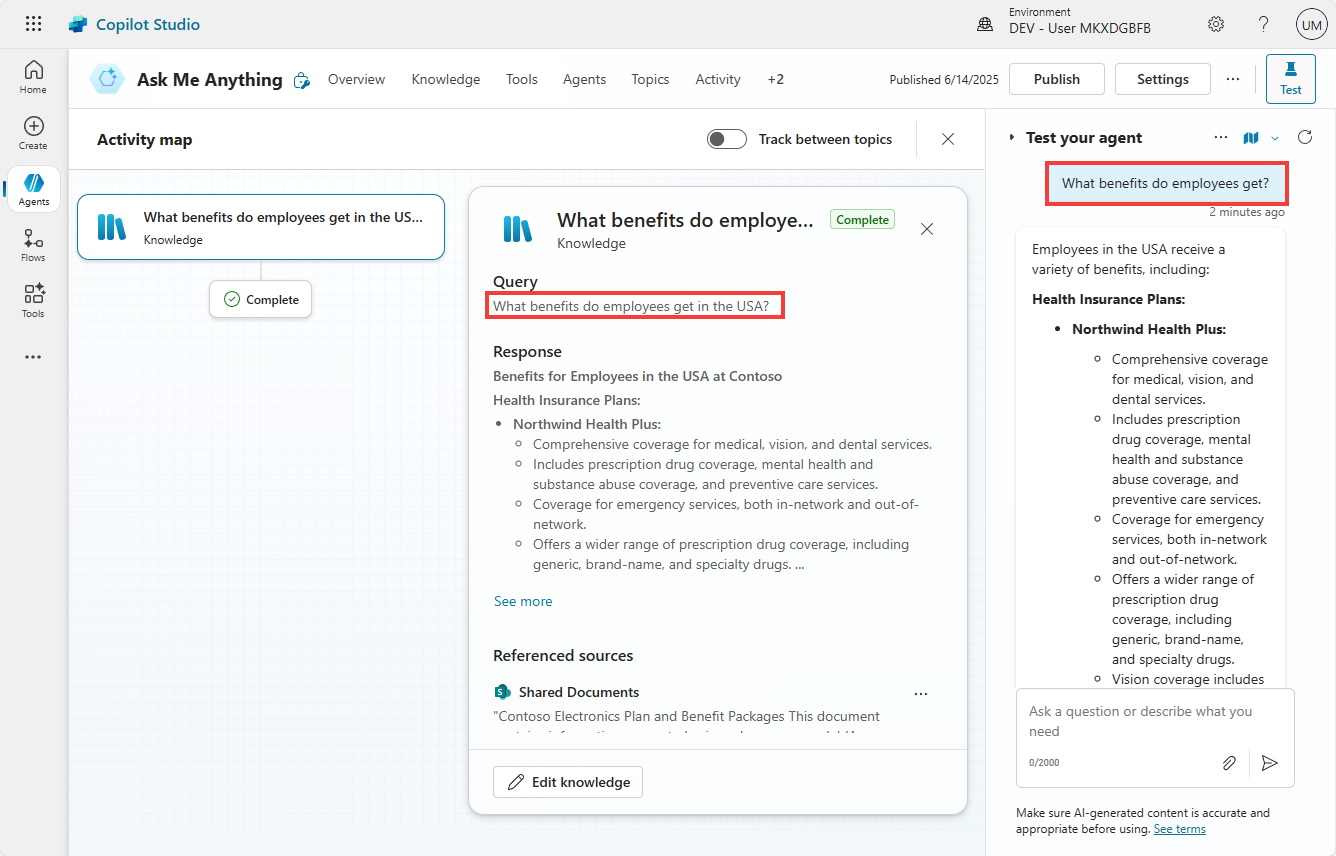 Copilot Studio
Environment
DEV - User MKXDGBFB
?
UM
Home
Create
Agents
Flows
Tools
Ask Me Anything
Overview
Knowledge
Tools
Agents
Topics
Activity
+2
Published 6/14/2025
Publish
Settings
Test
Activity map
Track between topics
What benefits do employees get in the US...
Knowledge
Complete
What benefits do employe...
Complete
Knowledge
Query
What benefits do employees get in the USA?
Response
Benefits for Employees in the USA at Contoso
Health Insurance Plans:
Northwind Health Plus:
Comprehensive coverage for medical, vision, and dental services.
Includes prescription drug coverage, mental health and
substance abuse coverage, and preventive care services.
Coverage for emergency services, both in-network and out-of-
network.
Offers a wider range of prescription drug coverage, including
generic, brand-name, and specialty drugs. ...
See more
Referenced sources
Shared Documents
"Contoso Electronics Plan and Benefit Packages This document
Edit knowledge
Test your agent
What benefits do employees get?
2 minutes ago
Employees in the USA receive a
variety of benefits, including:
Health Insurance Plans:
Northwind Health Plus:
Comprehensive coverage
for medical, vision, and
dental services.
Includes prescription
drug coverage, mental
health and substance
abuse coverage, and
preventive care services.
Coverage for emergency
services, both in-network
and out-of-network.
Offers a wider range of
prescription drug
coverage, including
generic, brand-name,
and specialty drugs.
Vision coverage includes
Ask a question or describe what you
need
0/2000
Make sure AI-generated content is accurate and
appropriate before using. See terms